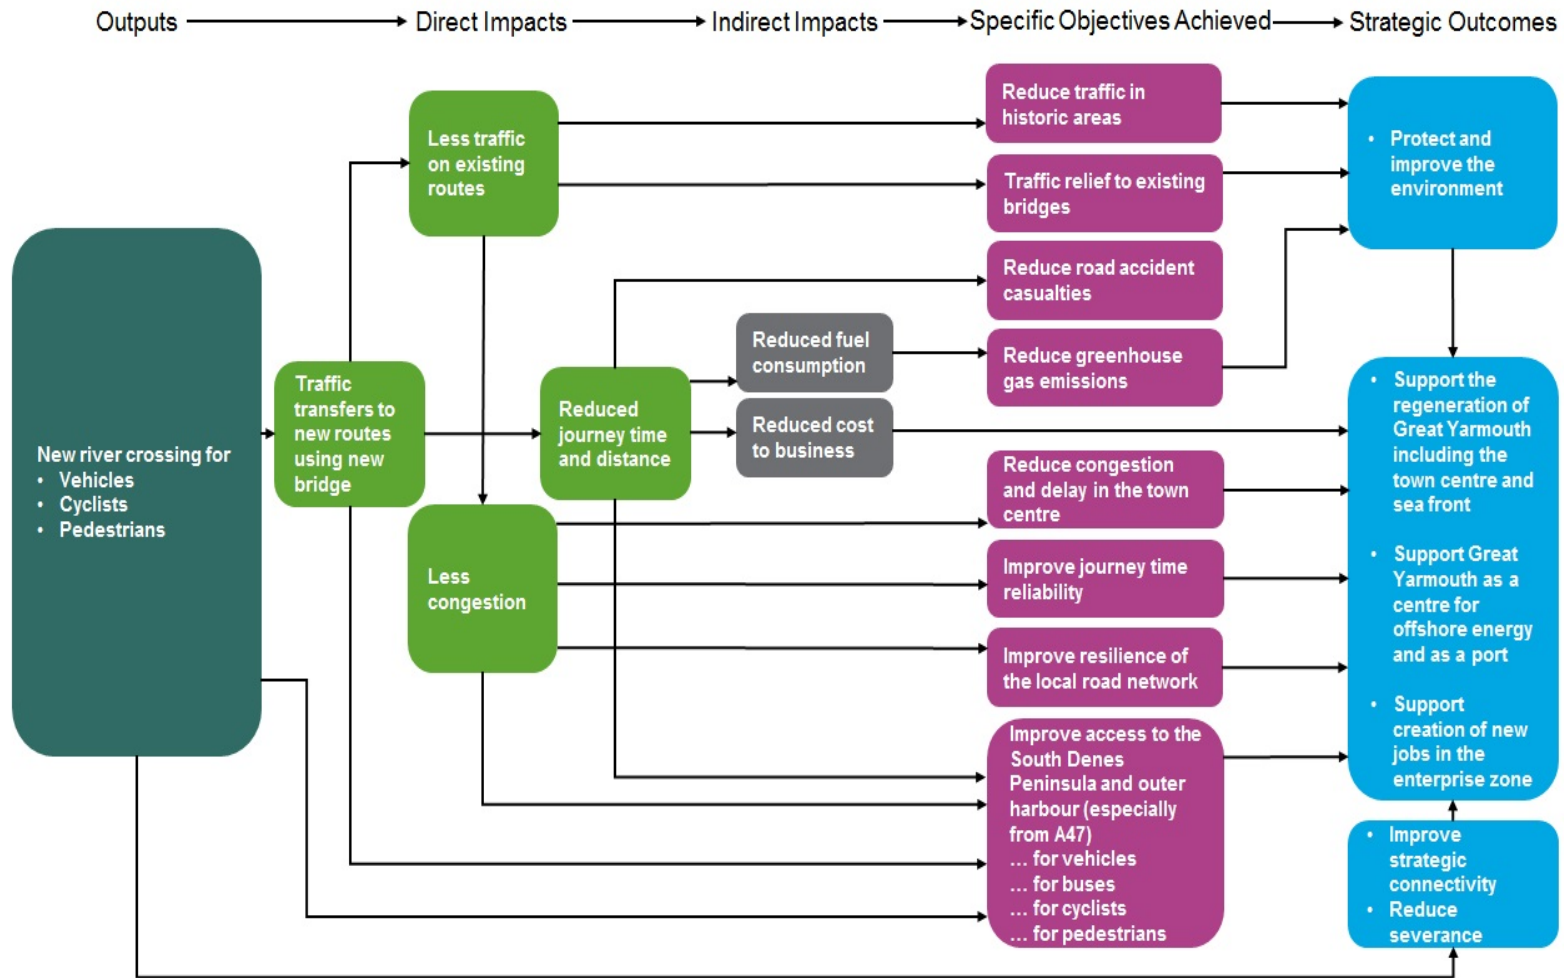 Outputs
Direct Impacts
Indirect Impacts
Specific Objectives Achieved
Strategic Outcomes
New river crossing for
• Vehicles
• Cyclists
• Pedestrians
Traffic
transfers to
new routes
using new
bridge
Less traffic
on existing
routes
Less
congestion
Reduced
journey time
and distance
Reduced fuel
consumption
Reduced cost
to business
Reduce traffic in
historic areas
Traffic relief to existing
bridges
Reduce road accident
casualties
Reduce greenhouse
gas emissions
Reduce congestion
and delay in the town
centre
Improve journey time
reliability
Improve resilience of
the local road network
Improve access to the
South Denes
Peninsula and outer
harbour (especially
from A47)
… for vehicles
… for buses
… for cyclists
… for pedestrians
• Protect and
improve the
environment
• Support the
regeneration of
Great Yarmouth
including the
town centre and
sea front
• Support Great
Yarmouth as a
centre for
offshore energy
and as a port
• Support
creation of new
jobs in the
enterprise zone
• Improve
strategic
connectivity
• Reduce
severance